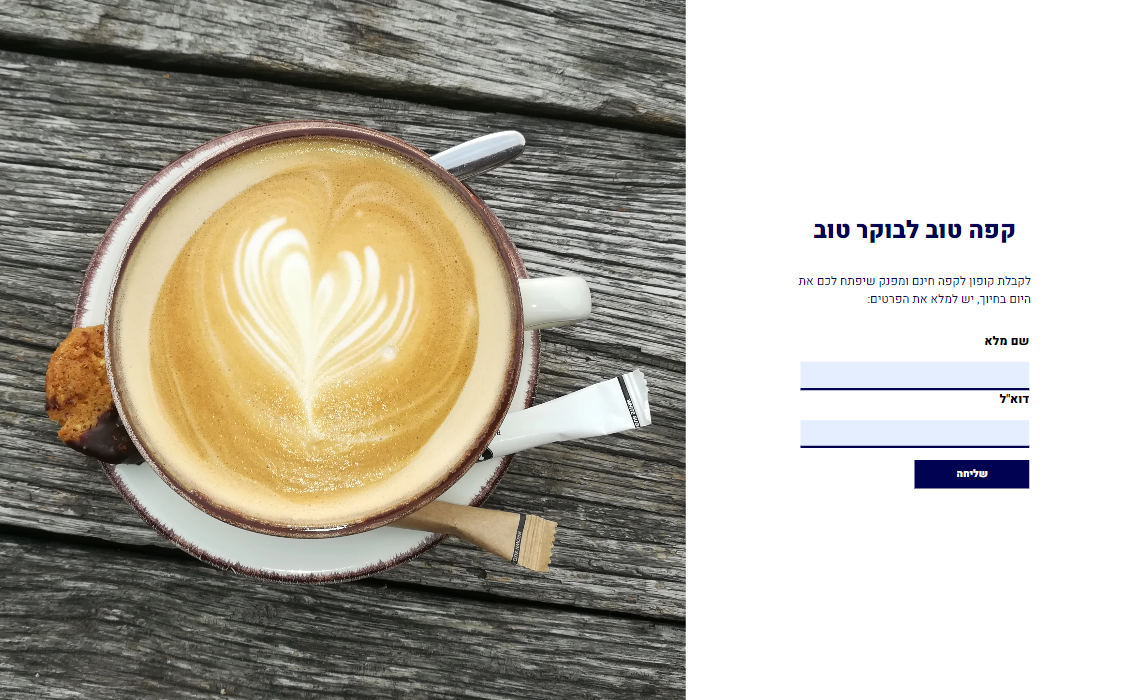 קפה טוב לבוקר טוב
לקבלת קופון לקפה חינם ומפנק שיפתח לכם את
היום בחיוך, יש למלא את הפרטים:
שם מלא
דוא"ל
שליחה